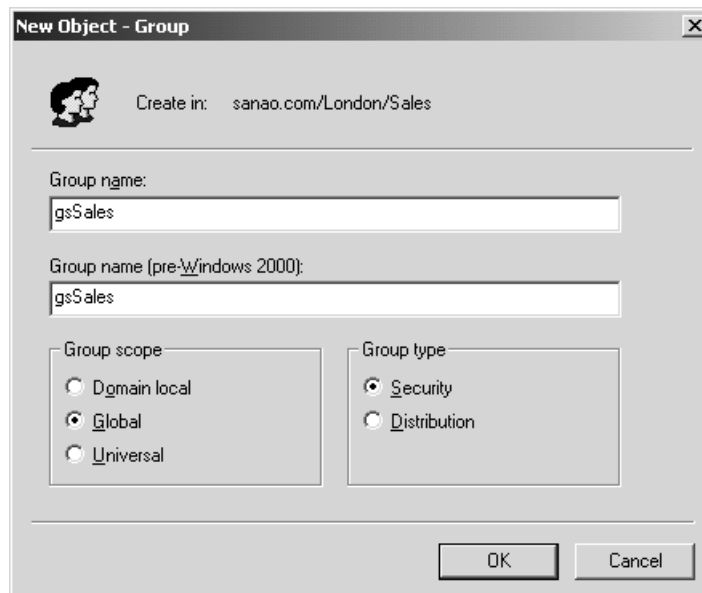 New Object - Group
Create in: sanao.com/London/Sales
Group name:
gsSales
Group name (pre-Windows 2000):
gsSales
Group scope
Domain local
Global
Universal
Group type
Security
Distribution
OK
Cancel